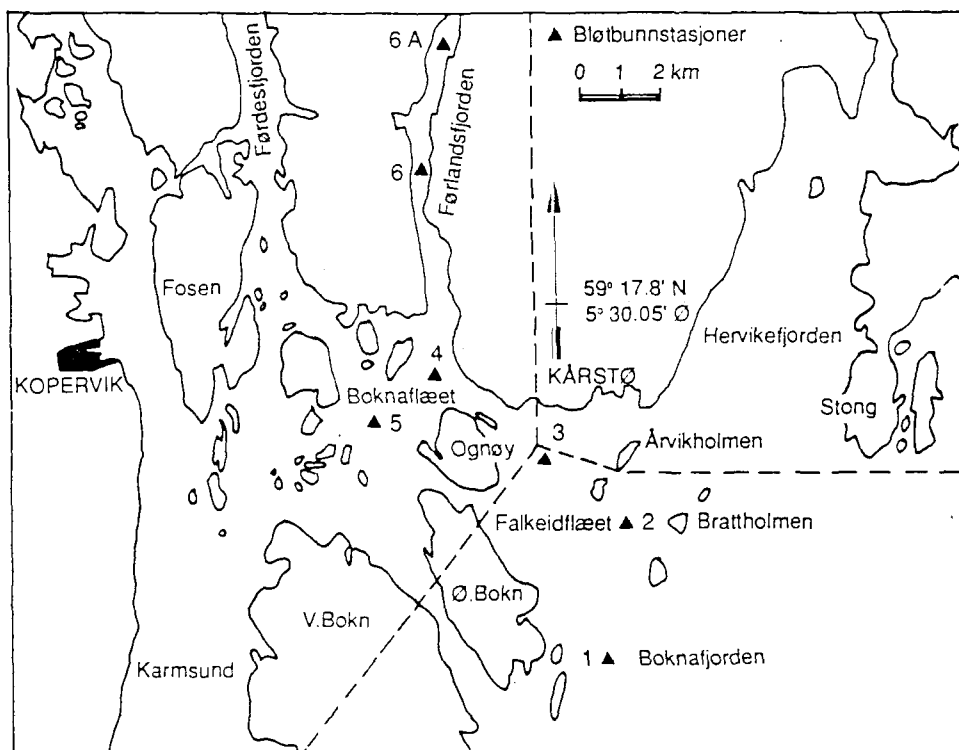 6 A
▲ Bløtbunnstasjoner
0 1 2 km
Førdesfjorden
Førlandsfjorden
6
Fosen
59° 17.8' N
5° 30.05' Ø
Hervikefjorden
KOPERVIK
4
KÅRSTØ
Boknaflæet
5
Stong
Ognøy
3
Årvikholmen
Falkeidflæet ▲ 2
Brattholmen
Ø.Bokn
V.Bokn
Karmsund
1 ▲ Boknafjorden